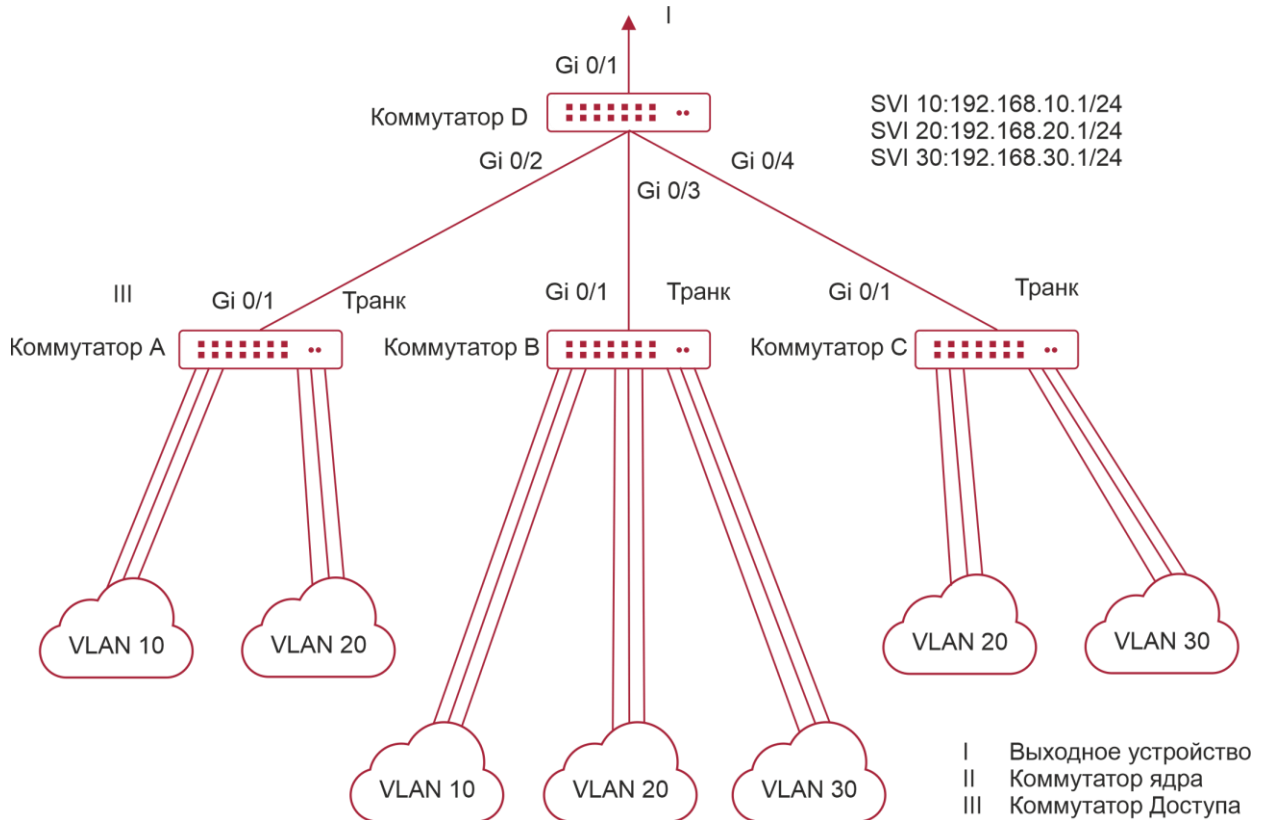 I
Gi 0/1
Коммутатор D
SVI 10:192.168.10.1/24
SVI 20:192.168.20.1/24
SVI 30:192.168.30.1/24
Gi 0/2
Gi 0/3
Gi 0/4
III
Gi 0/1
Транк
Gi 0/1
Транк
Gi 0/1
Транк
Коммутатор A
Коммутатор B
Коммутатор C
VLAN 10
VLAN 20
VLAN 20
VLAN 30
VLAN 10
VLAN 20
VLAN 30
I Выходное устройство
II Коммутатор ядра
III Коммутатор Доступа